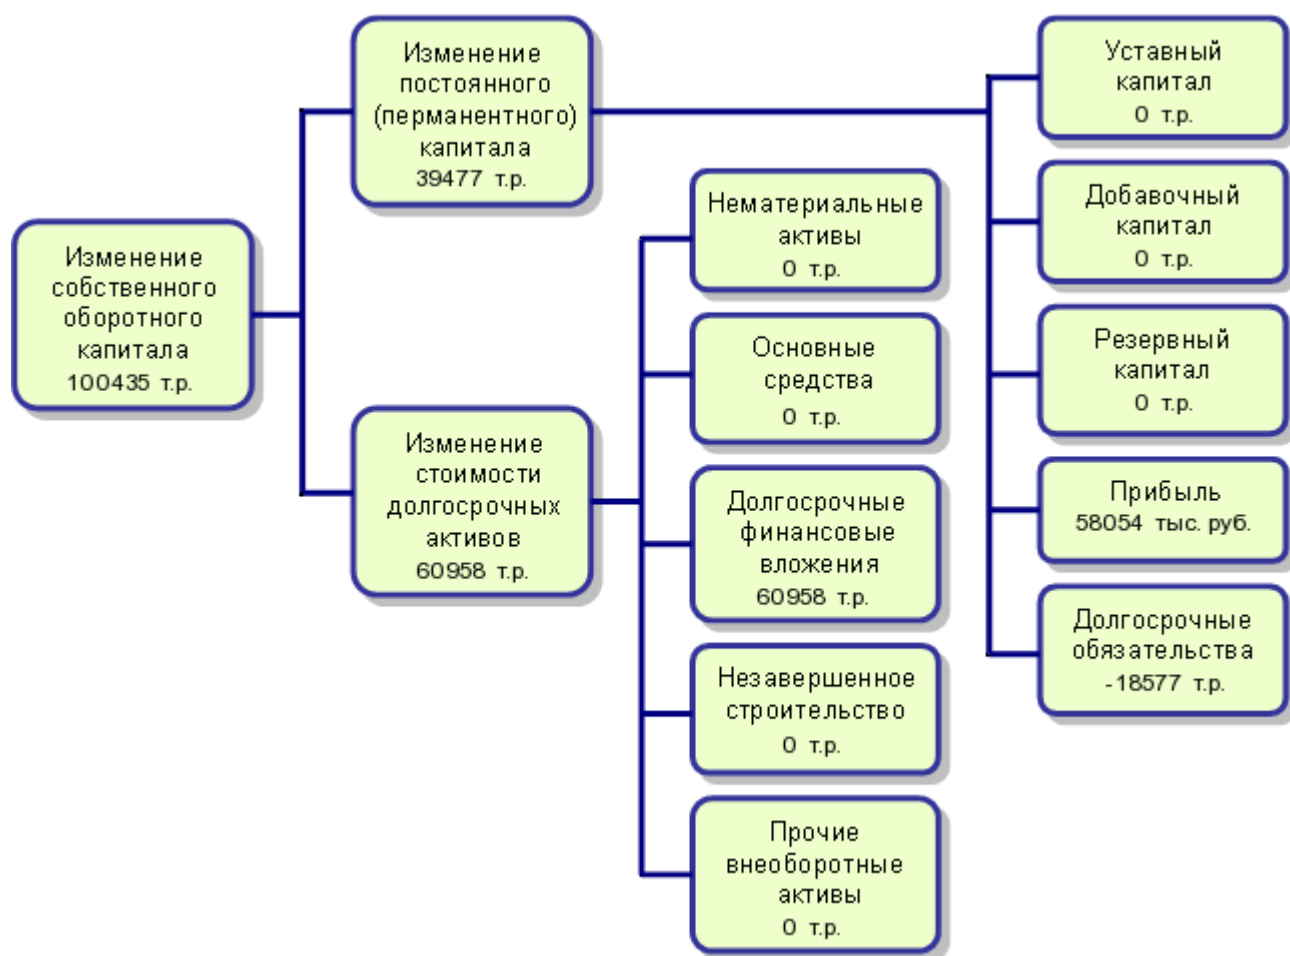 Изменение
собственного
оборотного
капитала
100435 т.р.
Изменение
постоянного
(перманентного)
капитала
39477 т.р.
Изменение
стоимости
долгосрочных
активов
60958 т.р.
Нематериальные
активы
0 т.р.
Основные
средства
0 т.р.
Долгосрочные
финансовые
вложения
60958 т.р.
Незавершенное
строительство
0 т.р.
Прочие
внеоборотные
активы
0 т.р.
Уставный
капитал
0 т.р.
Добавочный
капитал
0 т.р.
Резервный
капитал
0 т.р.
Прибыль
58054 тыс. руб.
Долгосрочные
обязательства
-18577 т.р.